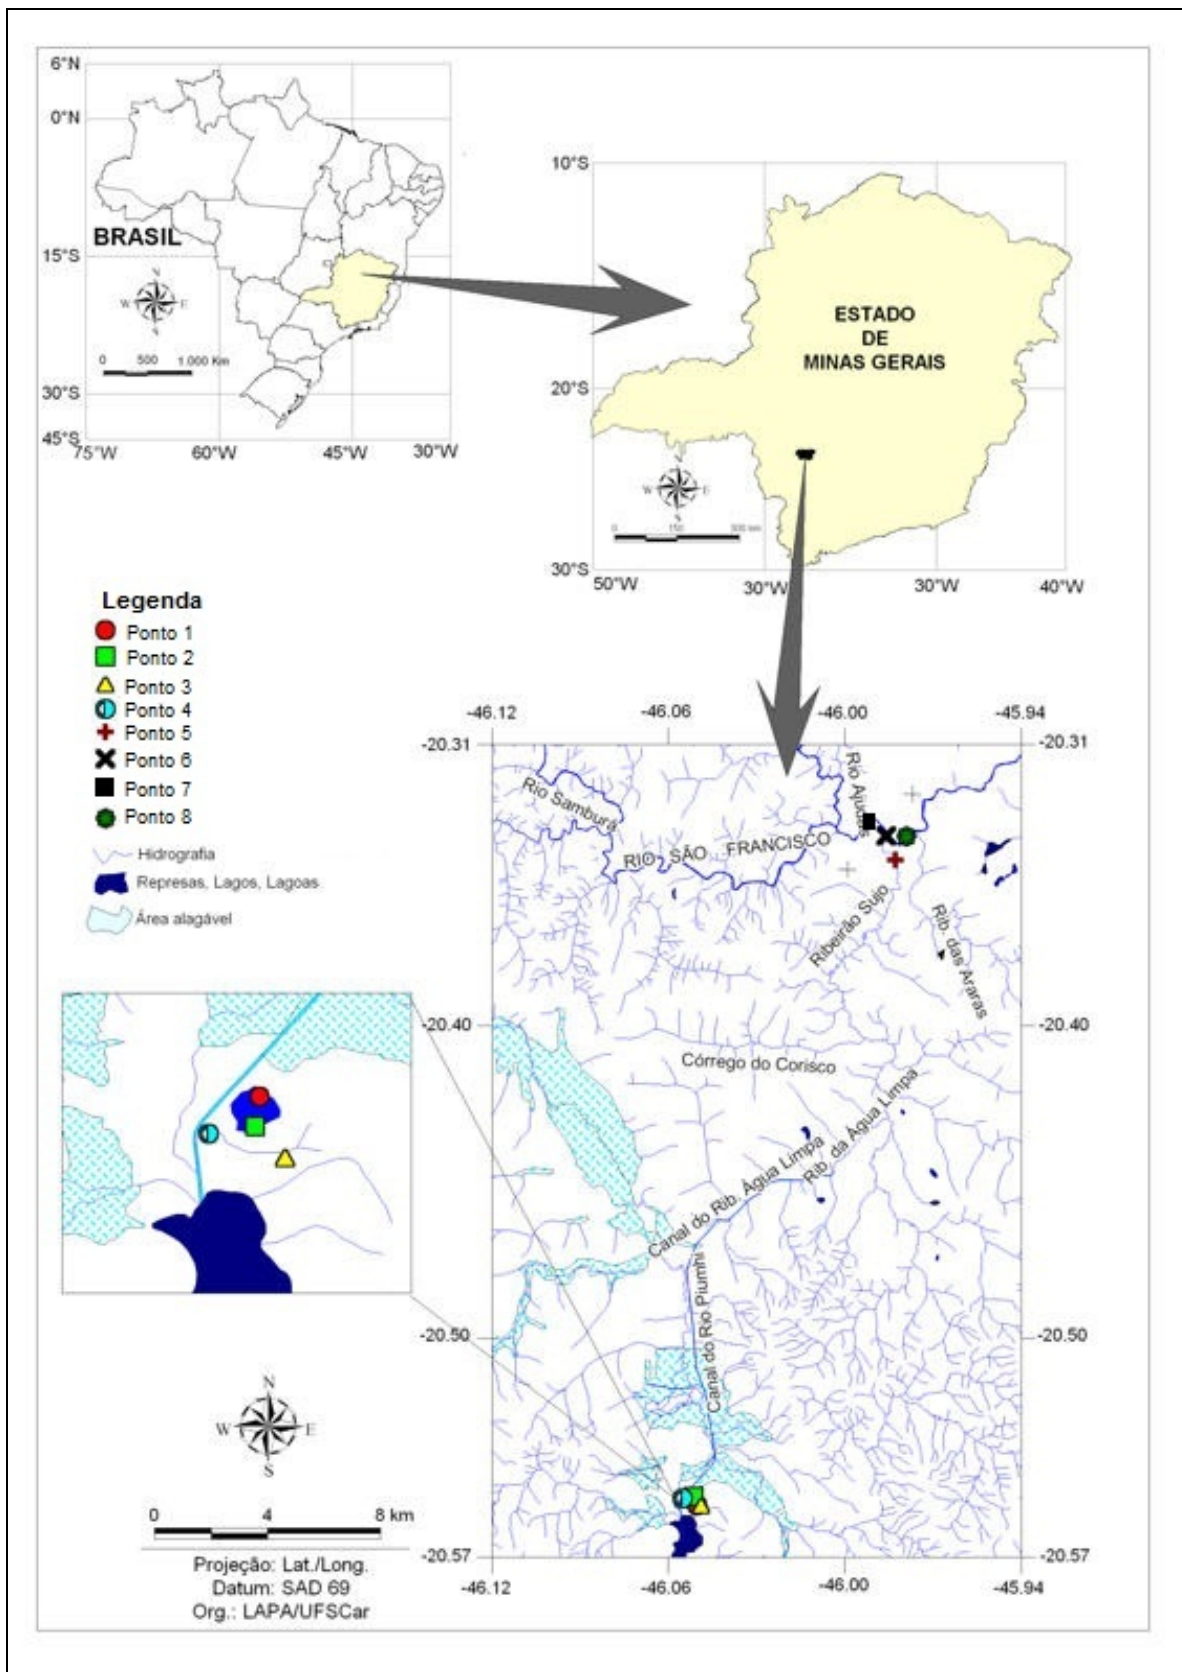 6°N
0°N
BRASIL
15°S
N
W
E
S
0 500 1.000 Km
30°S
45°S
75°W 60°W 45°W 30°W
10°S
ESTADO
DE
MINAS GERAIS
20°S
N
W
E
S
0 150 300 km
30°S
50°W 30°W 30°W 40°W
Legenda
Ponto 1
Ponto 2
Ponto 3
Ponto 4
Ponto 5
Ponto 6
Ponto 7
Ponto 8
Hidrografia
Represas, Lagos, Lagoas
Área alagável
-46.12 -46.06 -46.00 -45.94
-20.31 -20.31
Rio Samburá
RIO SÃO FRANCISCO
Rio Ajudas
Ribeirão Sujo
Rib. das Araras
-20.40 -20.40
Córrego do Corisco
Canal do Rib. Água Limpa
Rib. da Água Limpa
Canal do Rio Piumhi
-20.50 -20.50
-20.57 -20.57
-46.12 -46.06 -46.00 -45.94
N
W
E
S
0 4 8 km
Projeção: Lat./Long.
Datum: SAD 69
Org.: LAPA/UFSCar